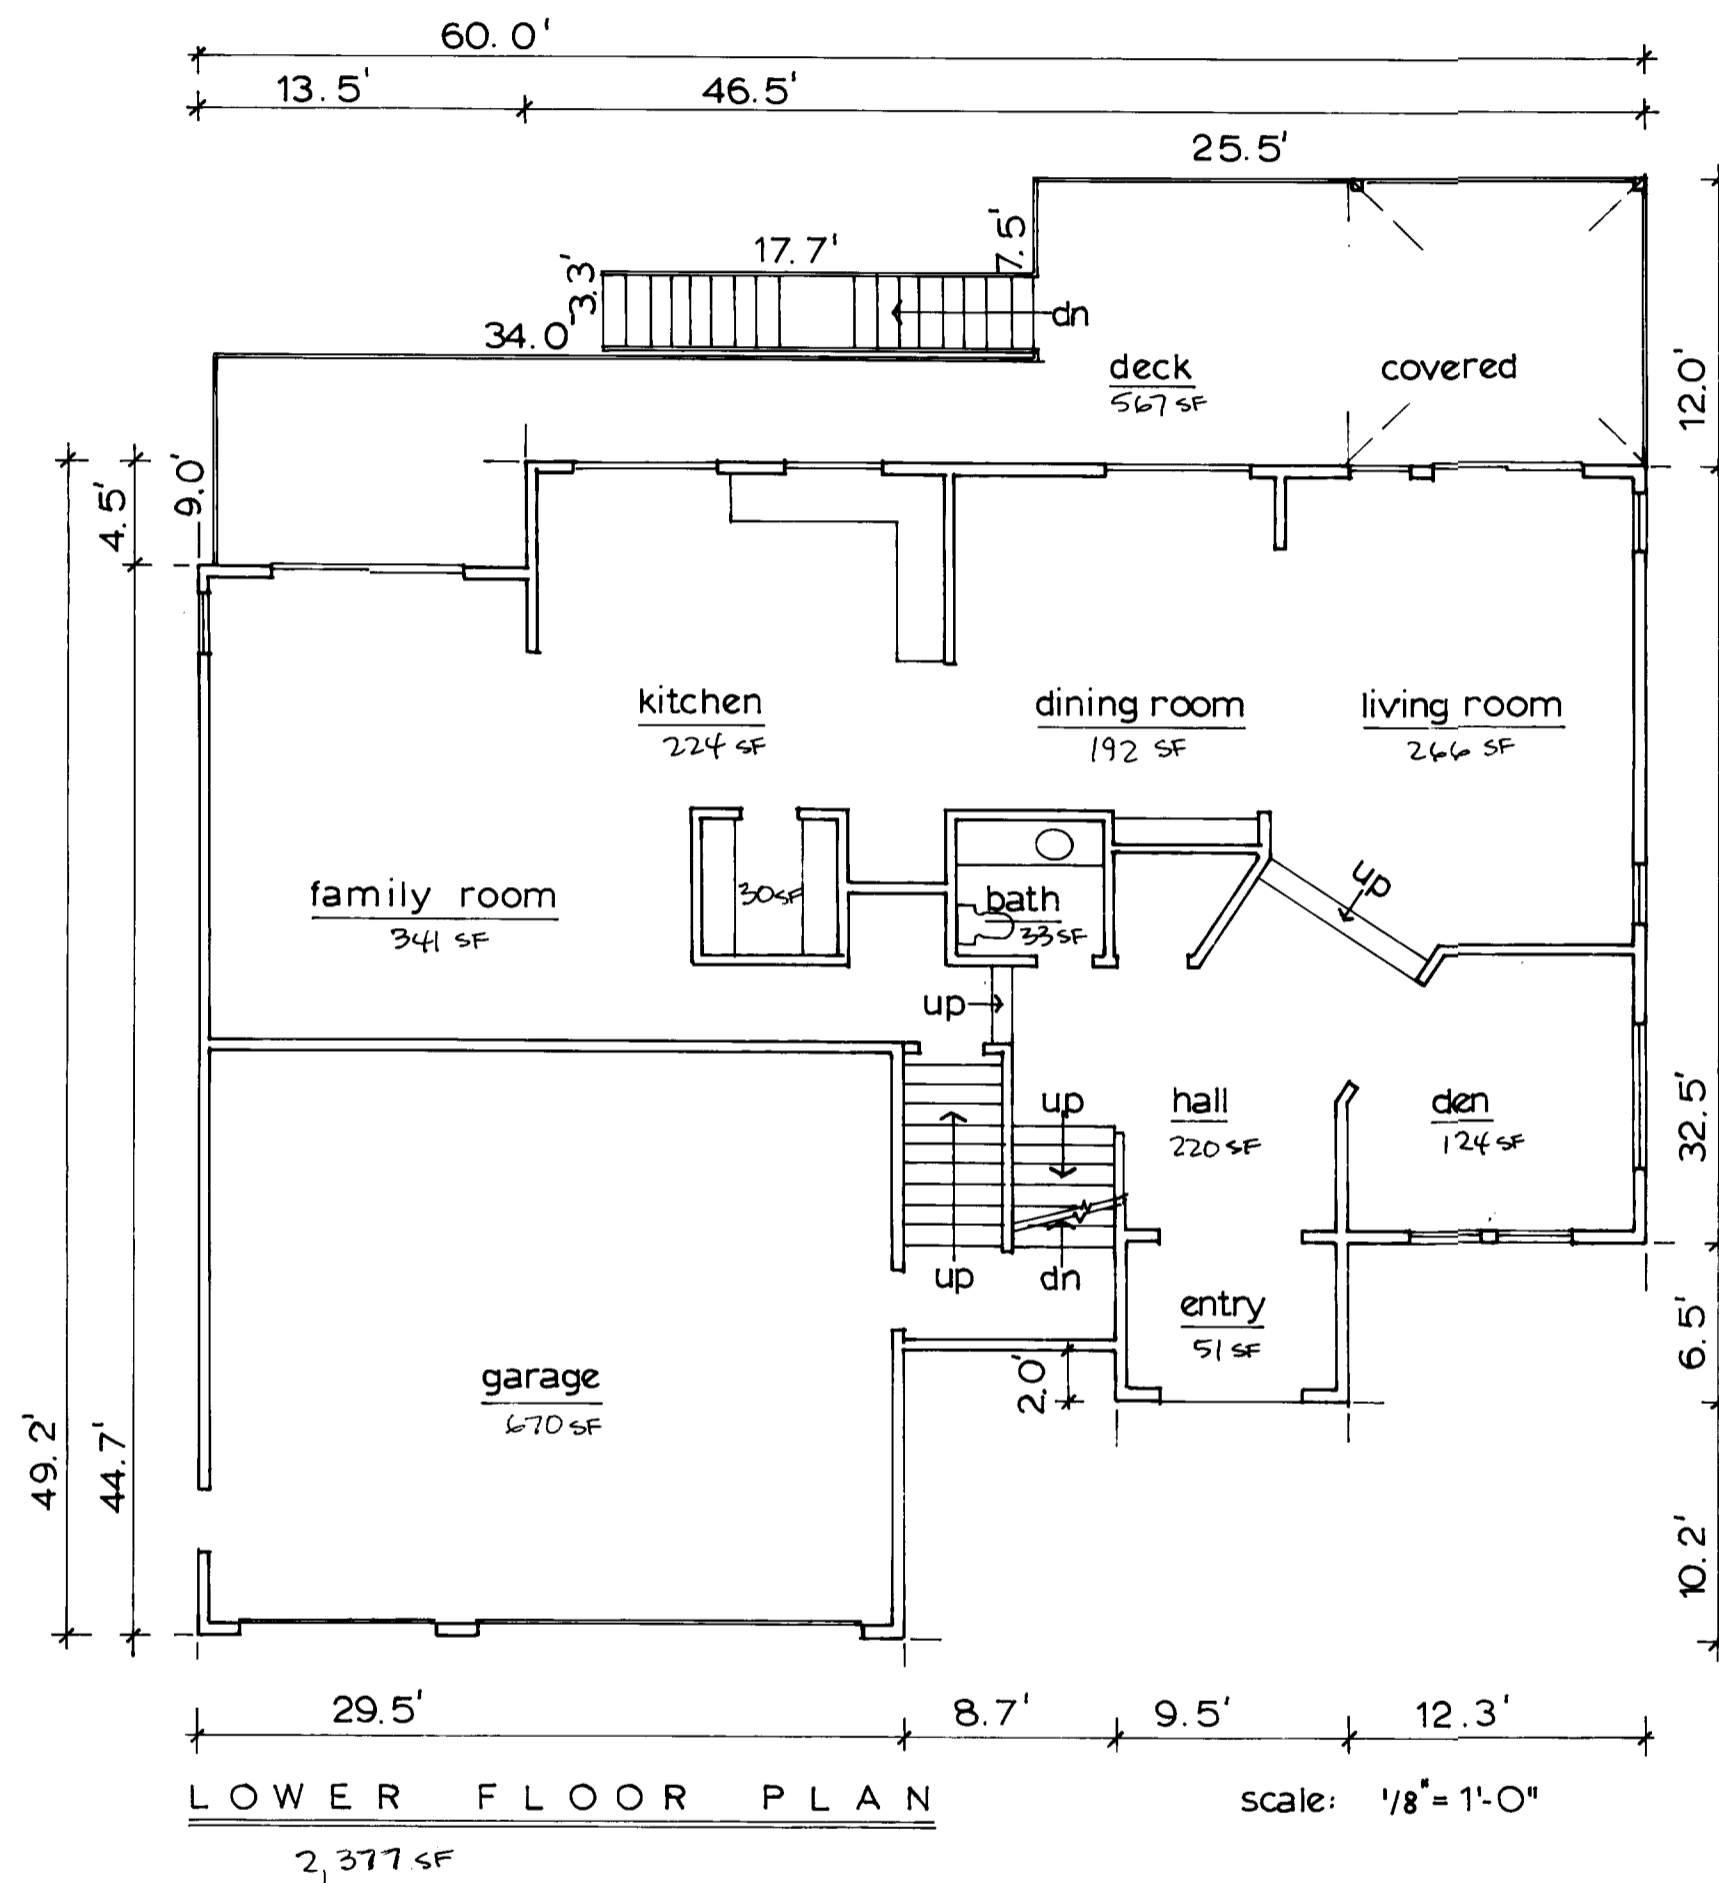 60.0'
13.5' 46.5'
25.5'
17.7' 7.5'
3.3'
34.0'
dn
deck covered
567 SF
12.0'
4.5' 9.0'
kitchen dining room living room
224 SF 192 SF 266 SF
family room 30 SF bath up
341 SF 33 SF
up
up hall den
220 SF 124 SF
32.5'
up dn
entry
51 SF
6.5'
2.0'
garage
670 SF
49.2' 44.7'
10.2'
29.5' 8.7' 9.5' 12.3'
LOWER FLOOR PLAN scale: 1/8" = 1'-0"
2,377 SF